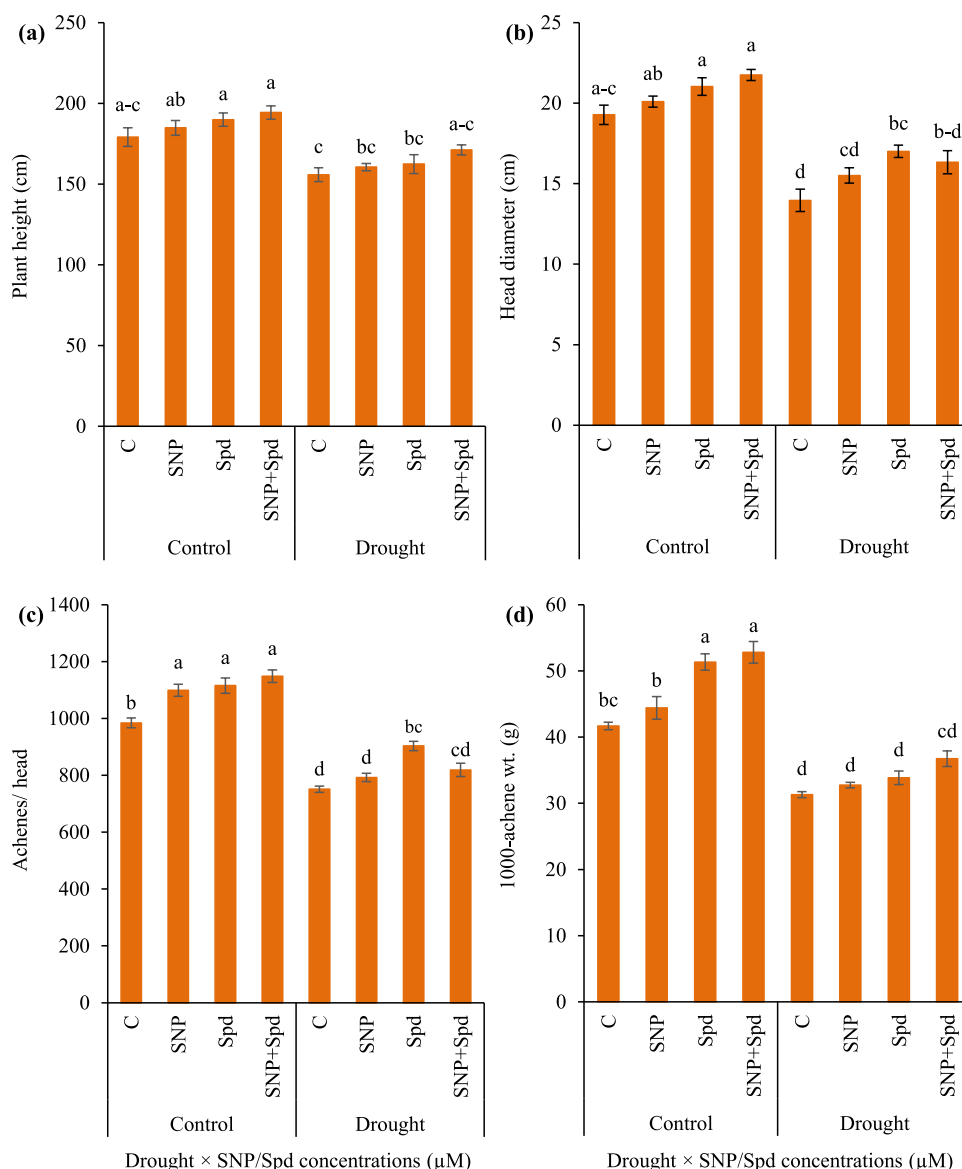 (a)
Plant height (cm)
250
200
150
100
50
0
a-c
ab
a
a
c
bc
bc
a-c
C
SNP
Spd
SNP+Spd
C
SNP
Spd
SNP+Spd
Control
Drought
(b)
Head diameter (cm)
25
20
15
10
5
0
a-c
ab
a
a
d
cd
bc
b-d
C
SNP
Spd
SNP+Spd
C
SNP
Spd
SNP+Spd
Control
Drought
(c)
Achenes/ head
1400
1200
1000
800
600
400
200
0
b
a
a
a
d
d
bc
cd
C
SNP
Spd
SNP+Spd
C
SNP
Spd
SNP+Spd
Control
Drought
Drought × SNP/Spd concentrations (µM)
(d)
1000-achene wt. (g)
60
50
40
30
20
10
0
bc
b
a
a
d
d
d
cd
C
SNP
Spd
SNP+Spd
C
SNP
Spd
SNP+Spd
Control
Drought
Drought × SNP/Spd concentrations (µM)